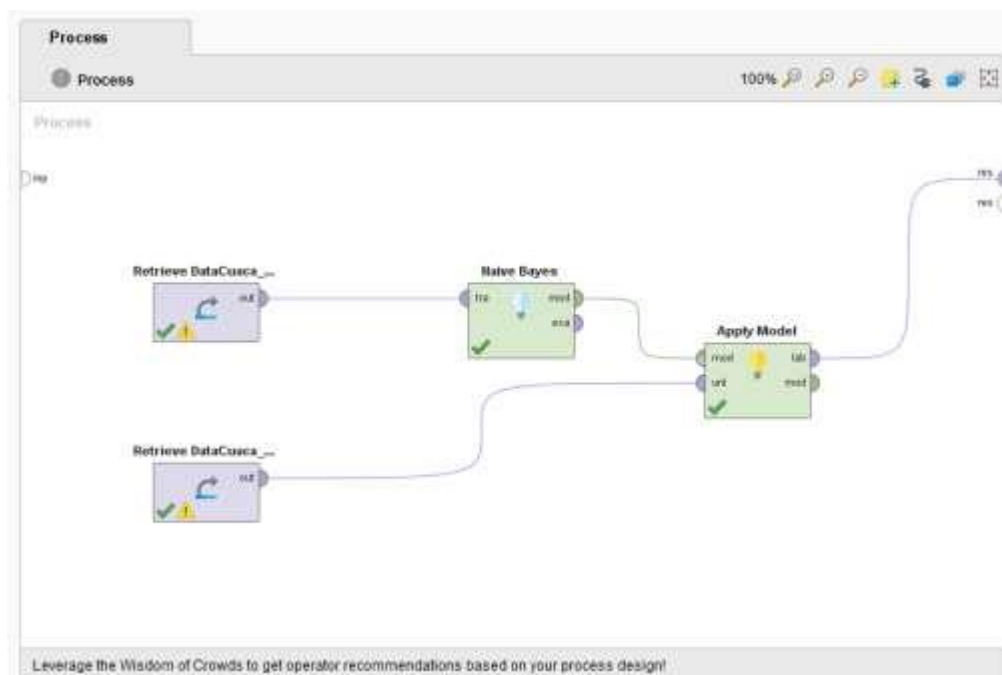 Process
Process
100%
Process
inp
res
res
Retrieve DataCuaca_...
out
Naive Bayes
tra
mod
exa
Apply Model
mod
lab
unl
mod
Retrieve DataCuaca_...
out
Leverage the Wisdom of Crowds to get operator recommendations based on your process design!